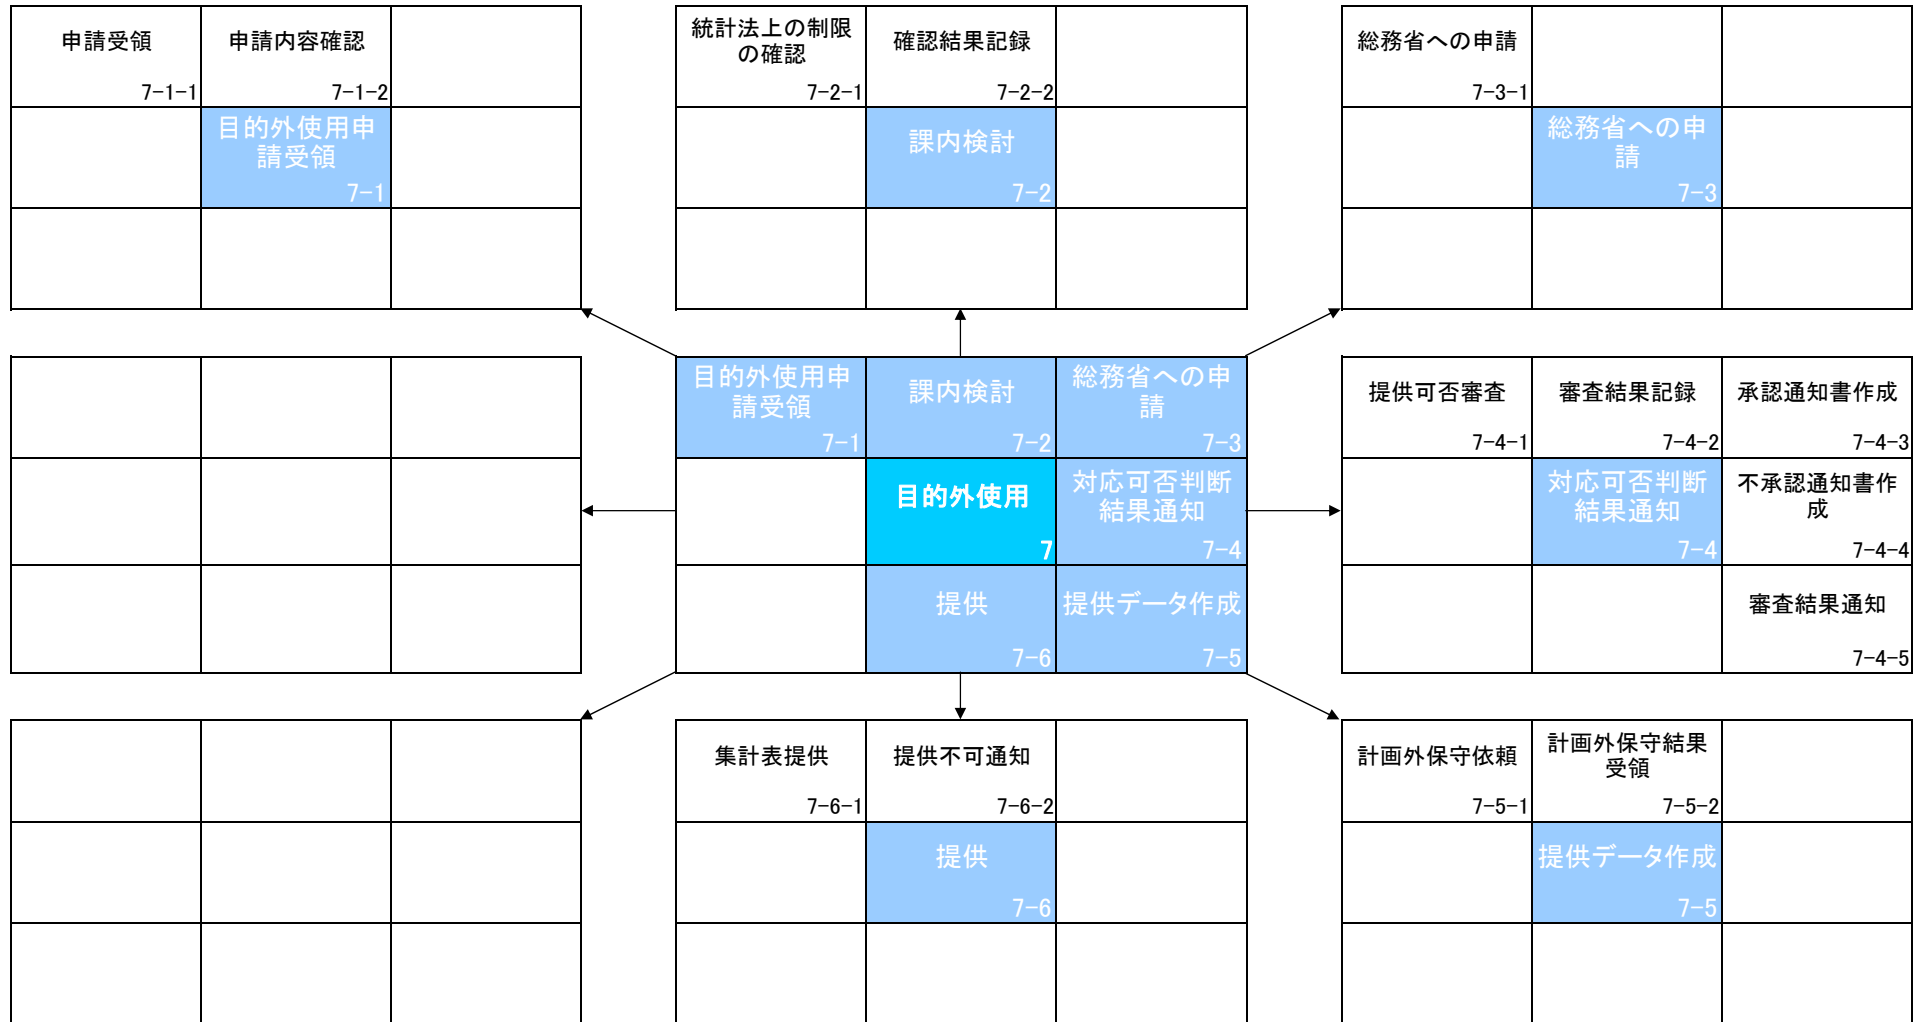 申請受領
7-1-1
申請内容確認
7-1-2
目的外使用申
請受領
7-1
統計法上の制限
の確認
7-2-1
確認結果記録
7-2-2
課内検討
7-2
総務省への申請
7-3-1
総務省への申
請
7-3
目的外使用申
請受領
7-1
課内検討
7-2
総務省への申
請
7-3
目的外使用
7
対応可否判断
結果通知
7-4
提供
7-6
提供データ作成
7-5
提供可否審査
7-4-1
審査結果記録
7-4-2
承認通知書作成
7-4-3
対応可否判断
結果通知
7-4
不承認通知書作
成
7-4-4
審査結果通知
7-4-5
集計表提供
7-6-1
提供不可通知
7-6-2
提供
7-6
計画外保守依頼
7-5-1
計画外保守結果
受領
7-5-2
提供データ作成
7-5